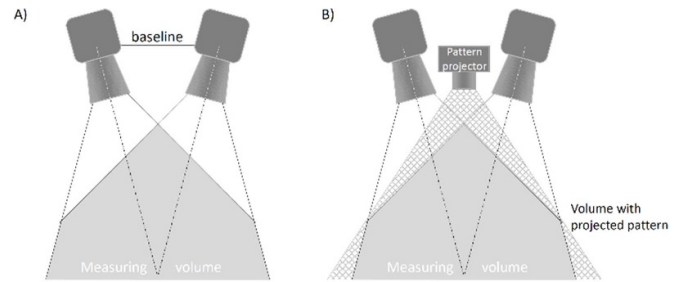 A)
baseline
Measuring volume
B)
Pattern
projector
Volume with
projected pattern
Measuring volume